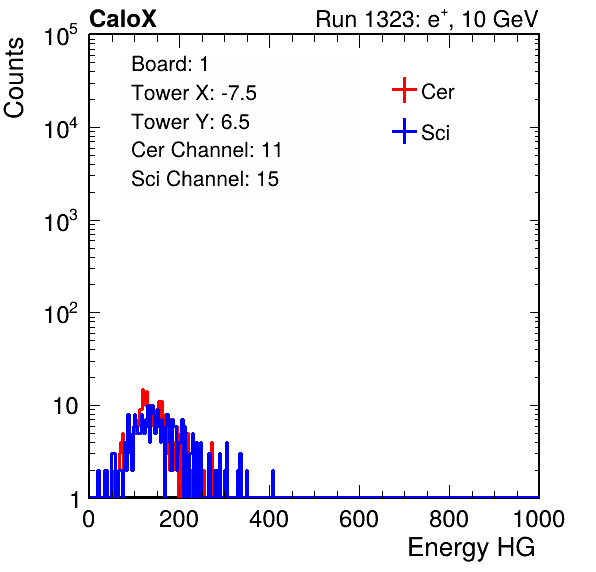 CaloX Run 1323: e⁺, 10 GeV
Counts
10⁵
10⁴
10³
10²
10
1
Board: 1
Tower X: -7.5
Tower Y: 6.5
Cer Channel: 11
Sci Channel: 15
Cer
Sci
0 200 400 600 800 1000
Energy HG